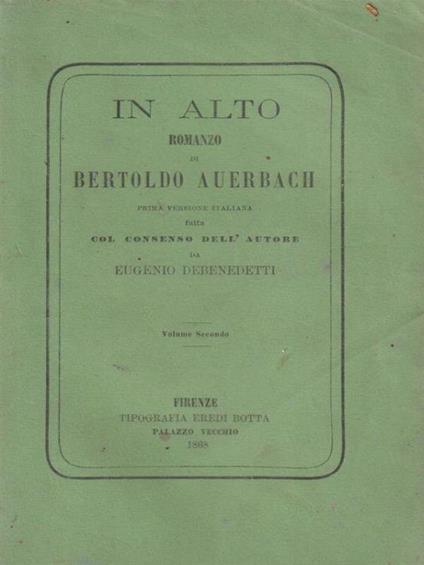 IN ALTO
ROMANZO
DI
BERTOLDO AUERBACH
PRIMA VERSIONE ITALIANA
fatta
COL CONSENSO DELL' AUTORE
DA
EUGENIO DEBENEDETTI
Volume Secondo
FIRENZE
TIPOGRAFIA EREDI BOTTA
PALAZZO VECCHIO
1868